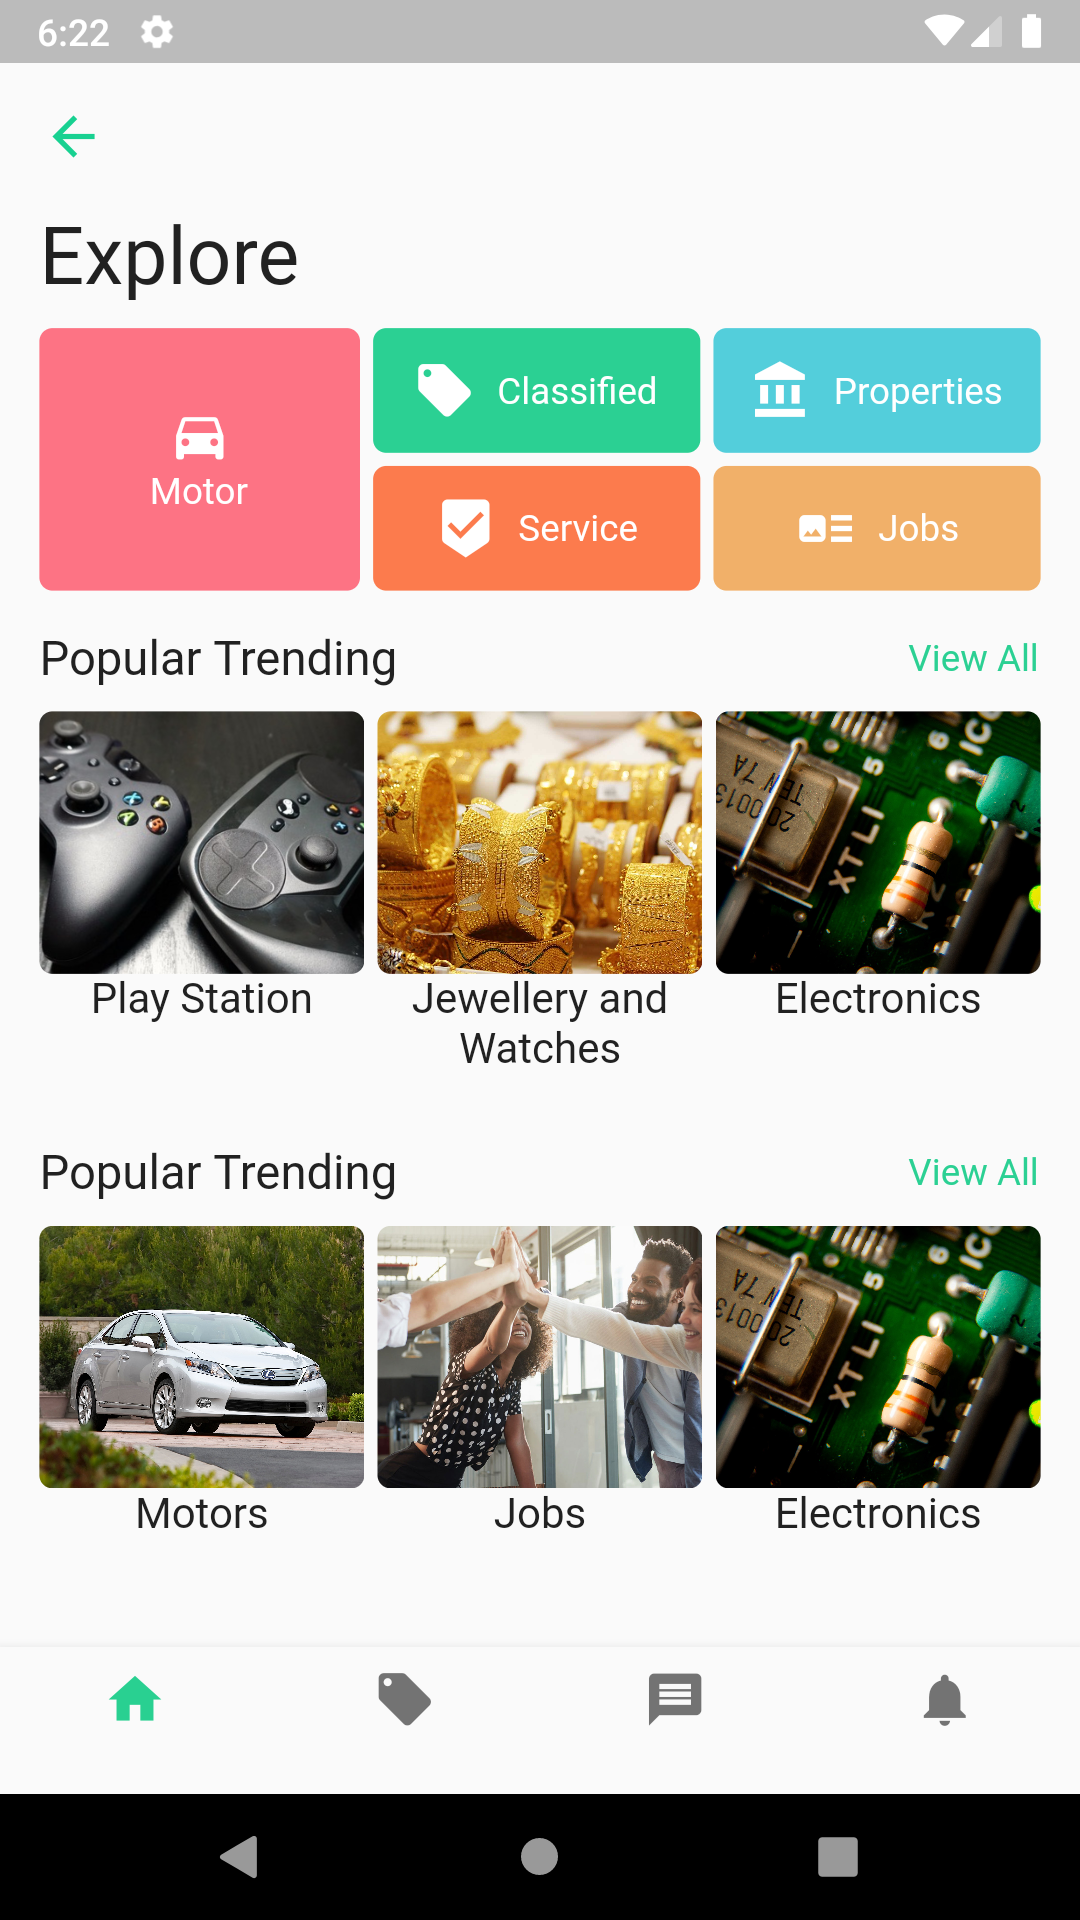 6:22
Explore
Motor
Classified
Properties
Service
Jobs
Popular Trending
View All
Play Station
Jewellery and
Watches
Electronics
Popular Trending
View All
Motors
Jobs
Electronics